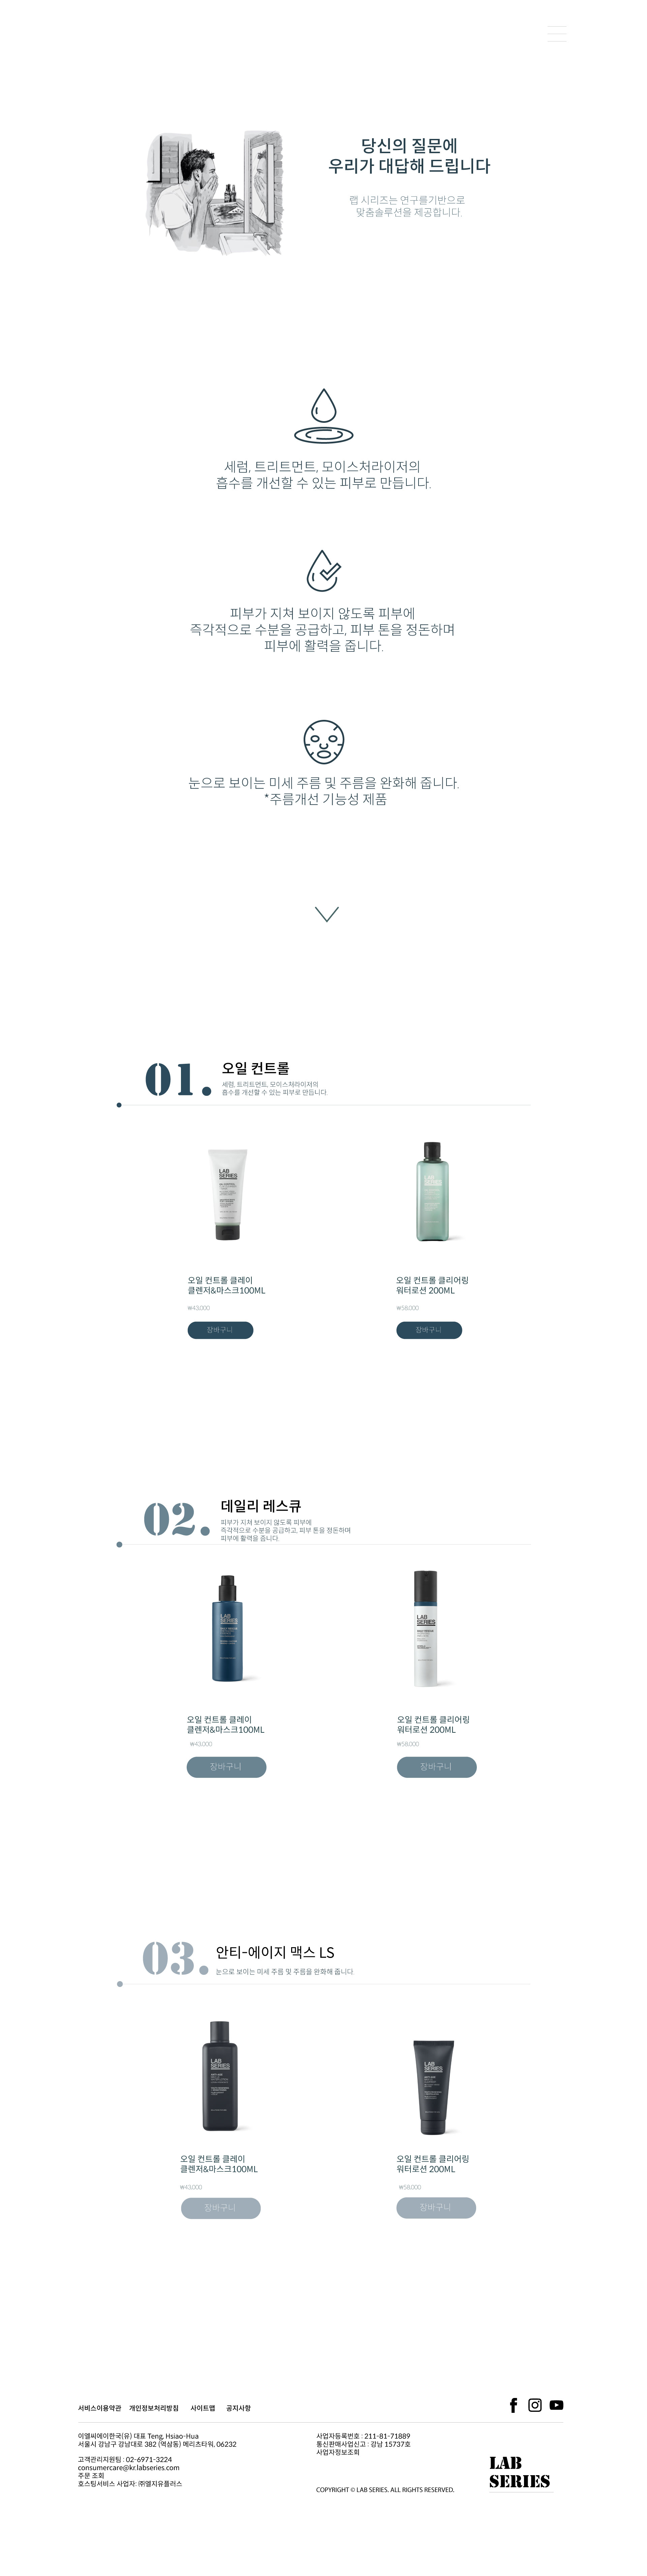 당신의 질문에
우리가 대답해 드립니다
랩 시리즈는 연구를기반으로
맞춤솔루션을 제공합니다.
세럼, 트리트먼트, 모이스처라이저의
흡수를 개선할 수 있는 피부로 만듭니다.
피부가 지쳐 보이지 않도록 피부에
즉각적으로 수분을 공급하고, 피부 톤을 정돈하며
피부에 활력을 줍니다.
눈으로 보이는 미세 주름 및 주름을 완화해 줍니다.
*주름개선 기능성 제품
01.
오일 컨트롤
세럼, 트리트먼트, 모이스처라이저의
흡수를 개선할 수 있는 피부로 만듭니다.
LAB
SERIES
LAB
SERIES
오일 컨트롤 클레이
클렌저&마스크100ML
₩43,000
장바구니
오일 컨트롤 클리어링
워터로션 200ML
₩58,000
장바구니
02.
데일리 레스큐
피부가 지쳐 보이지 않도록 피부에
즉각적으로 수분을 공급하고, 피부 톤을 정돈하며
피부에 활력을 줍니다.
LAB
SERIES
LAB
SERIES
오일 컨트롤 클레이
클렌저&마스크100ML
₩43,000
장바구니
오일 컨트롤 클리어링
워터로션 200ML
₩58,000
장바구니
03.
안티-에이지 맥스 LS
눈으로 보이는 미세 주름 및 주름을 완화해 줍니다.
LAB
SERIES
LAB
SERIES
오일 컨트롤 클레이
클렌저&마스크100ML
₩43,000
장바구니
오일 컨트롤 클리어링
워터로션 200ML
₩58,000
장바구니
서비스이용약관 개인정보처리방침 사이트맵 공지사항
이엘씨에이한국(유) 대표 Teng, Hsiao-Hua
서울시 강남구 강남대로 382 (역삼동) 메리츠타워, 06232
고객관리지원팀 : 02-6971-3224
consumercare@kr.labseries.com
주문 조회
호스팅서비스 사업자: ㈜엘지유플러스
사업자등록번호 : 211-81-71889
통신판매사업신고 : 강남 15737호
사업자정보조회
COPYRIGHT © LAB SERIES. ALL RIGHTS RESERVED.
LAB
SERIES